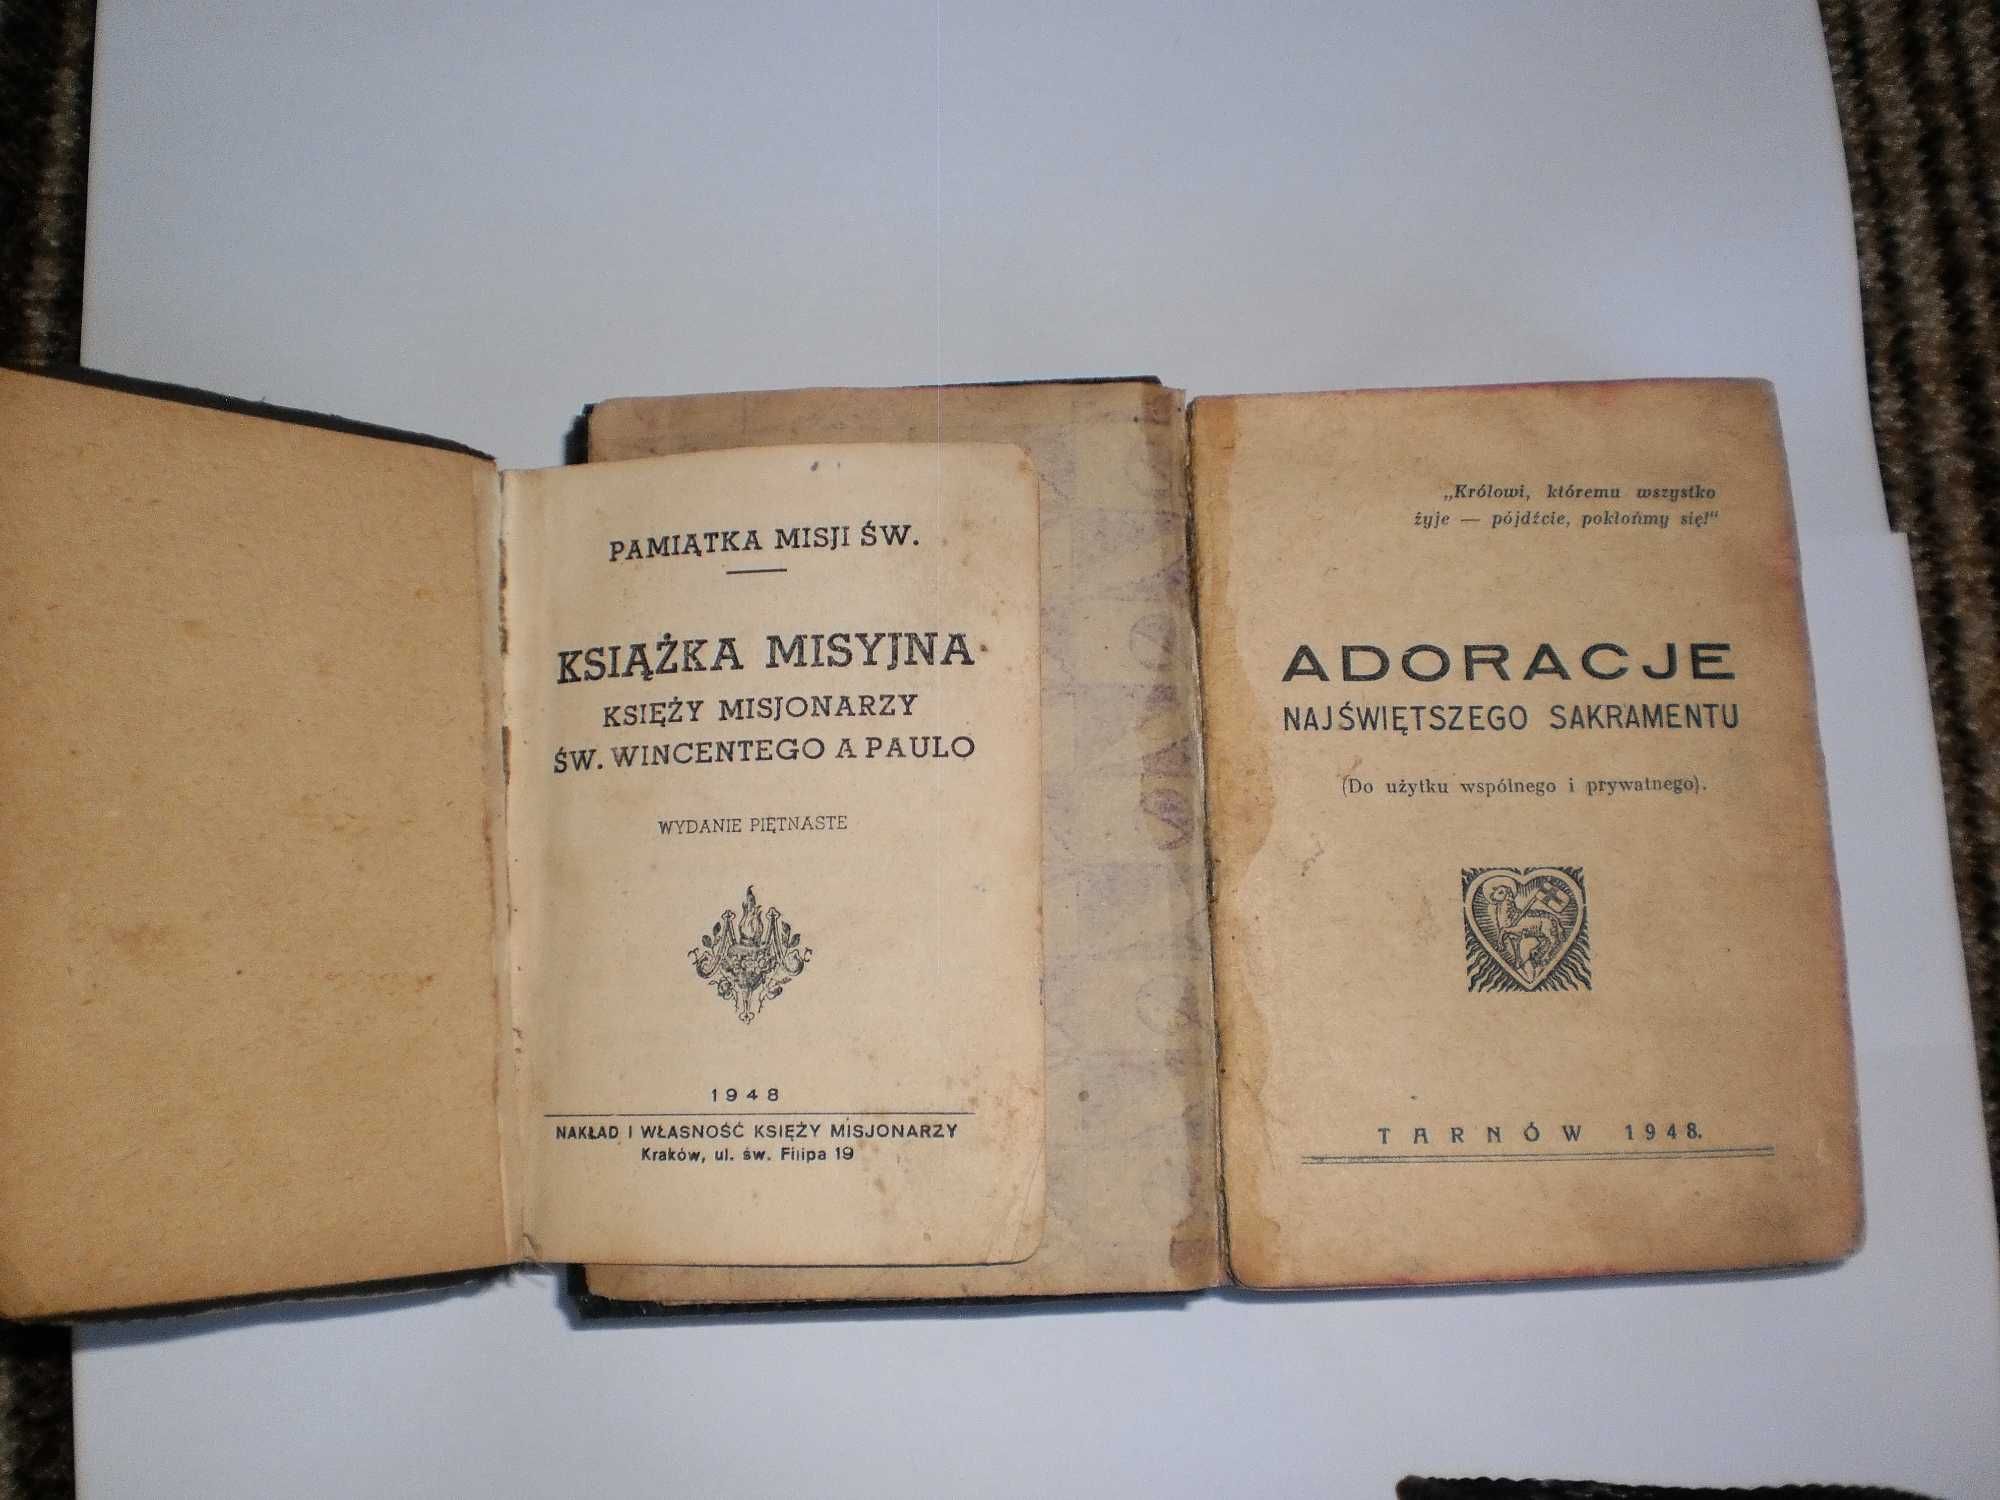 PAMIĄTKA MISJI ŚW.
KSIĄŻKA MISYJNA
KSIĘŻY MISJONARZY
ŚW. WINCENTEGO A PAULO
WYDANIE PIĘTNASTE
1948
NAKŁAD I WŁASNOŚĆ KSIĘŻY MISJONARZY
Kraków, ul. św. Filipa 19
„Królowi, któremu wszystko
żyje — pójdźcie, pokłońmy się!“
ADORACJE
NAJŚWIĘTSZEGO SAKRAMENTU
(Do użytku wspólnego i prywatnego).
TARNÓW 1948.